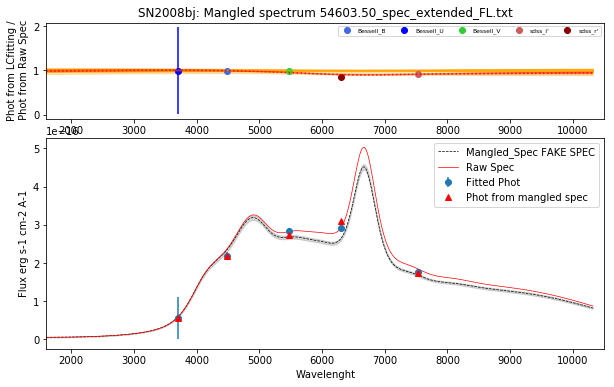 SN2008bj: Mangled spectrum 54603.50_spec_extended_FL.txt
Phot from LCfitting /
Phot from Raw Spec
2
1
0
Bessell_B
Bessell_U
Bessell_V
sdss_i'
sdss_r'
2000 3000 4000 5000 6000 7000 8000 9000 10000
1e−16
Flux erg s-1 cm-2 A-1
5
4
3
2
1
0
Mangled_Spec FAKE SPEC
Raw Spec
Fitted Phot
Phot from mangled spec
2000 3000 4000 5000 6000 7000 8000 9000 10000
Wavelenght